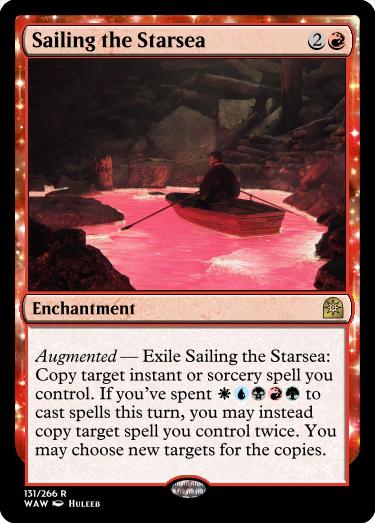 Sailing the Starsea 2
Enchantment
Augmented — Exile Sailing the Starsea:
Copy target instant or sorcery spell you
control. If you've spent to
cast spells this turn, you may instead
copy target spell you control twice. You
may choose new targets for the copies.
131/266 R
WAW Huleeb